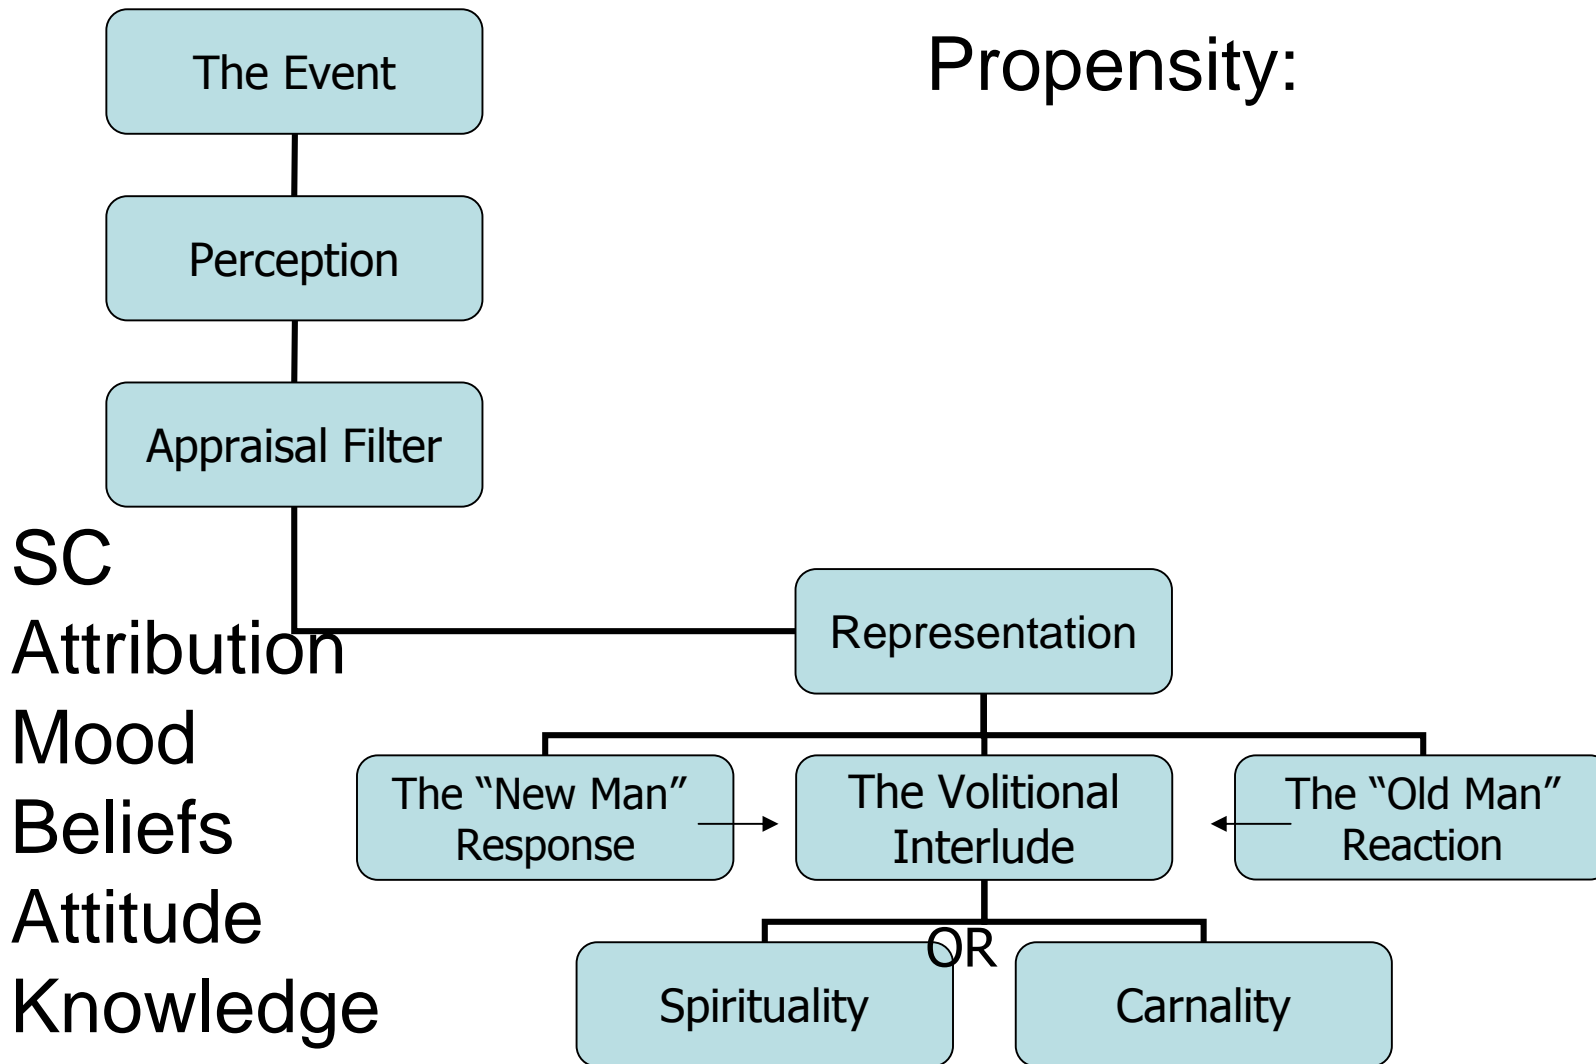 The Event
Propensity:
Perception
Appraisal Filter
SC
Attribution
Mood
Beliefs
Attitude
Knowledge
Representation
The “New Man”
Response
The Volitional
Interlude
The “Old Man”
Reaction
OR
Spirituality
Carnality